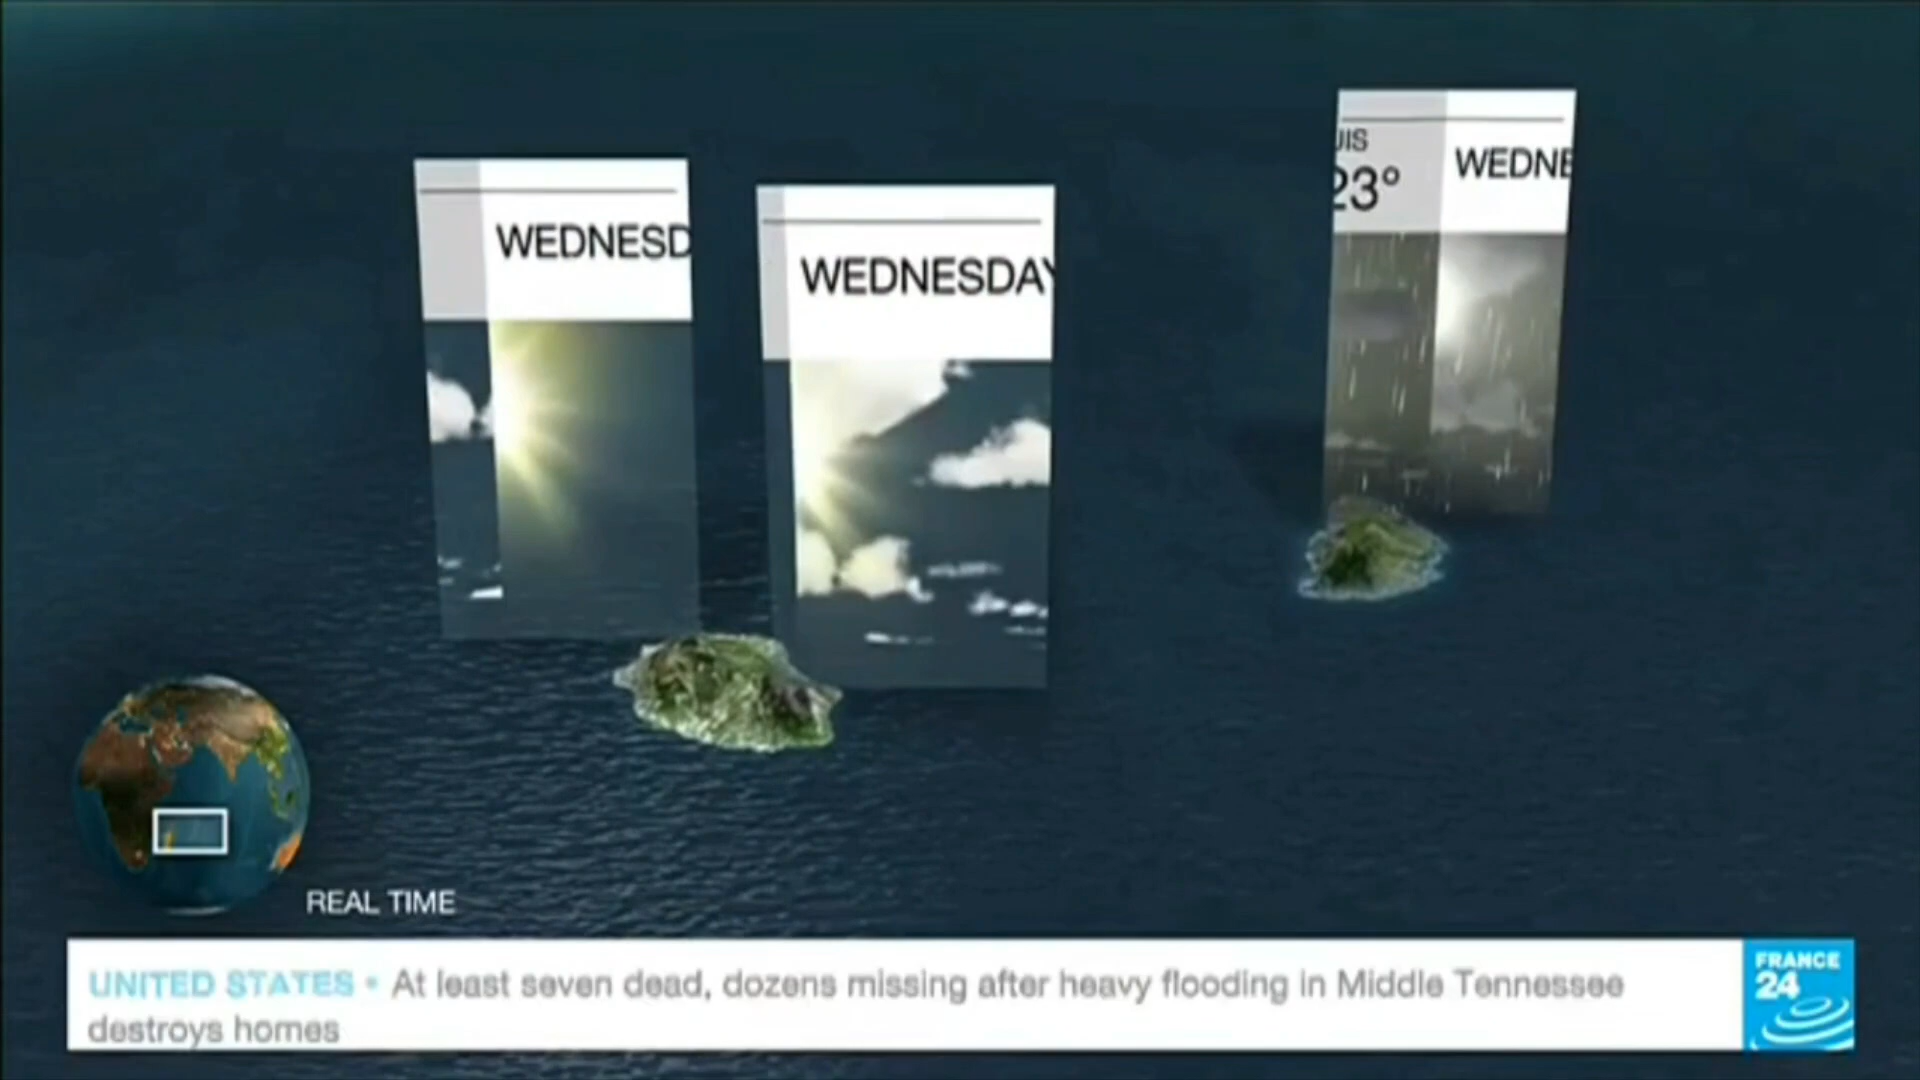 WEDNESD
WEDNESDAY
UIS
23°
WEDNE
REAL TIME
UNITED STATES • At least seven dead, dozens missing after heavy flooding in Middle Tennessee
destroys homes
FRANCE
24